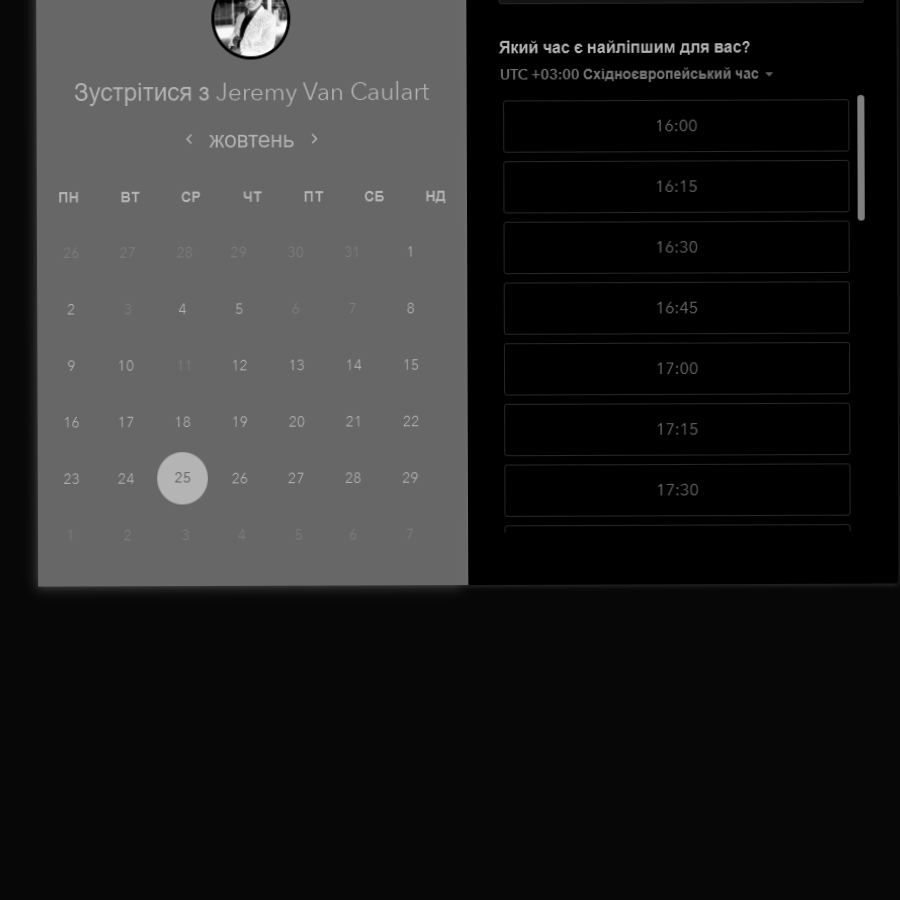 Зустрітися з Jeremy Van Caulart
жовтень
ПН ВТ СР ЧТ ПТ СБ НД
26 27 28 29 30 31 1
2 3 4 5 6 7 8
9 10 11 12 13 14 15
16 17 18 19 20 21 22
23 24 25 26 27 28 29
1 2 3 4 5 6 7
Який час є найліпшим для вас?
UTC +03:00 Східноєвропейський час
16:00
16:15
16:30
16:45
17:00
17:15
17:30